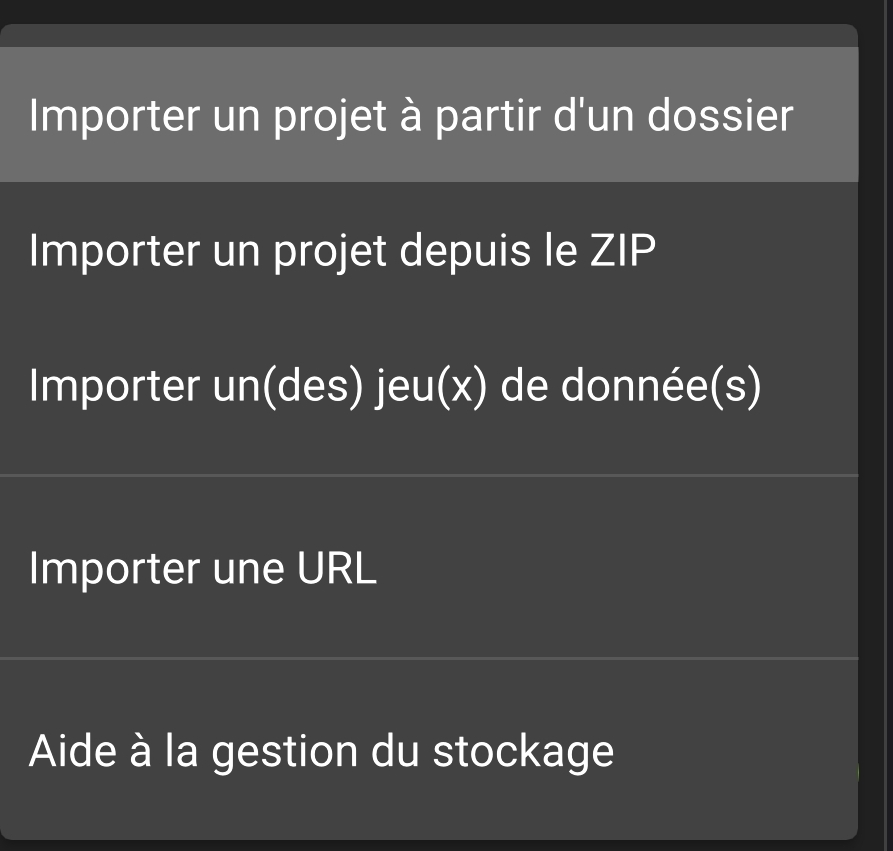 Importer un projet à partir d'un dossier
Importer un projet depuis le ZIP
Importer un(des) jeu(x) de donnée(s)
Importer une URL
Aide à la gestion du stockage